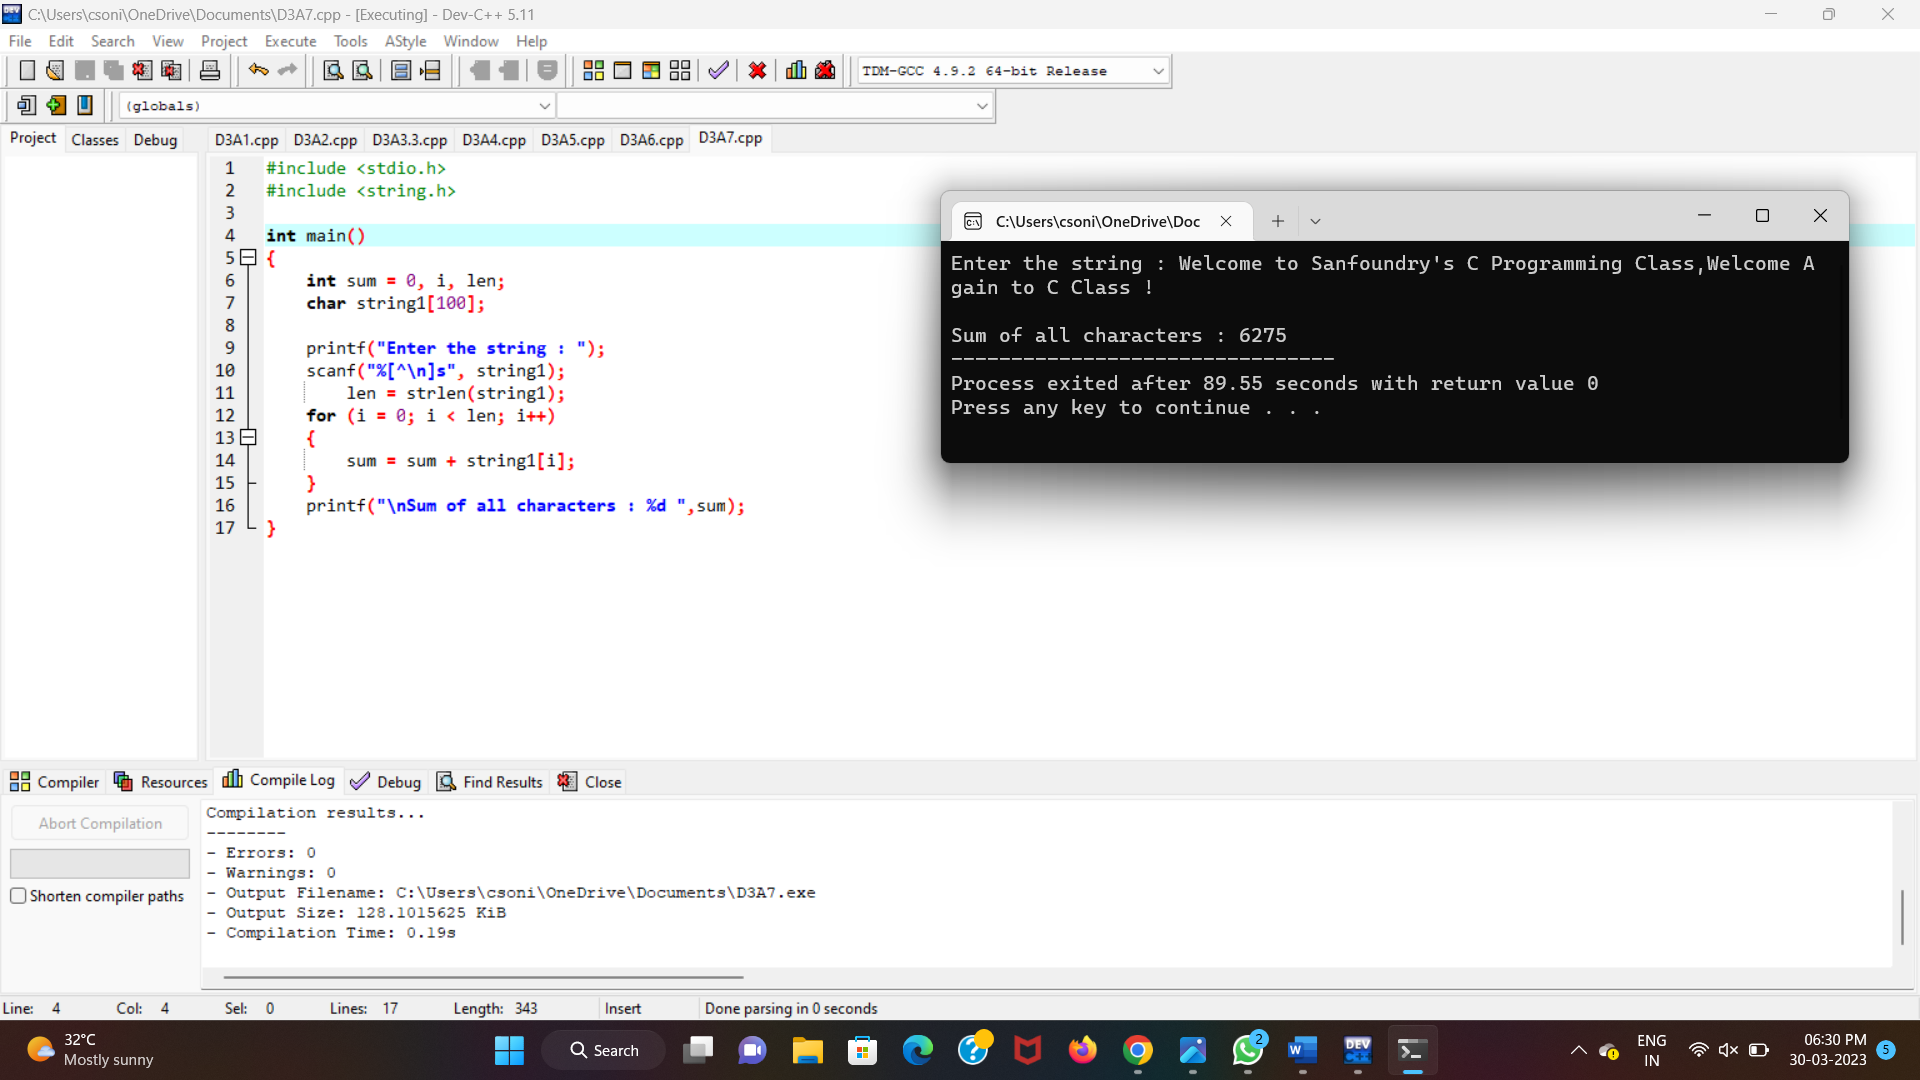 C:\Users\csoni\OneDrive\Documents\D3A7.cpp - [Executing] - Dev-C++ 5.11
File Edit Search View Project Execute Tools AStyle Window Help
TDM-GCC 4.9.2 64-bit Release
(globals)
Project Classes Debug
D3A1.cpp D3A2.cpp D3A3.3.cpp D3A4.cpp D3A5.cpp D3A6.cpp D3A7.cpp
1 #include <stdio.h>
2 #include <string.h>
3
4 int main()
5 {
6 int sum = 0, i, len;
7 char string1[100];
8
9 printf("Enter the string : ");
10 scanf("%[^\n]s", string1);
11 len = strlen(string1);
12 for (i = 0; i < len; i++)
13 {
14 sum = sum + string1[i];
15 }
16 printf("\nSum of all characters : %d ",sum);
17 }
C:\Users\csoni\OneDrive\Doc
Enter the string : Welcome to Sanfoundry's C Programming Class,Welcome A
gain to C Class !
Sum of all characters : 6275
--------------------------------
Process exited after 89.55 seconds with return value 0
Press any key to continue . . .
Compiler Resources Compile Log Debug Find Results Close
Abort Compilation
Shorten compiler paths
Compilation results...
--------
- Errors: 0
- Warnings: 0
- Output Filename: C:\Users\csoni\OneDrive\Documents\D3A7.exe
- Output Size: 128.1015625 KiB
- Compilation Time: 0.19s
Line: 4 Col: 4 Sel: 0 Lines: 17 Length: 343 Insert Done parsing in 0 seconds
32°C
Mostly sunny
Search
2
DEV
ENG
IN
06:30 PM
30-03-2023
5